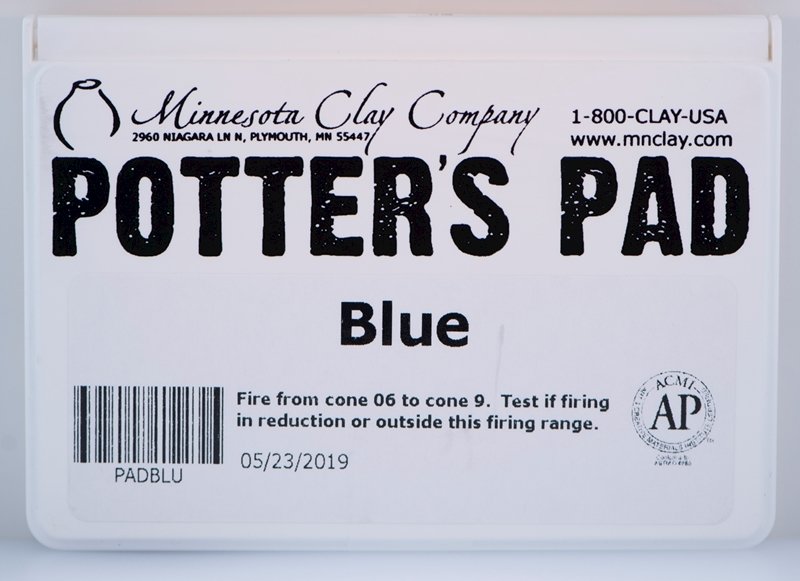 Minnesota Clay Company
2960 NIAGARA LN N, PLYMOUTH, MN 55447
1-800-CLAY-USA
www.mnclay.com
POTTER'S PAD
Blue
Fire from cone 06 to cone 9. Test if firing
in reduction or outside this firing range.
05/23/2019
PADBLU
ACMI
AP